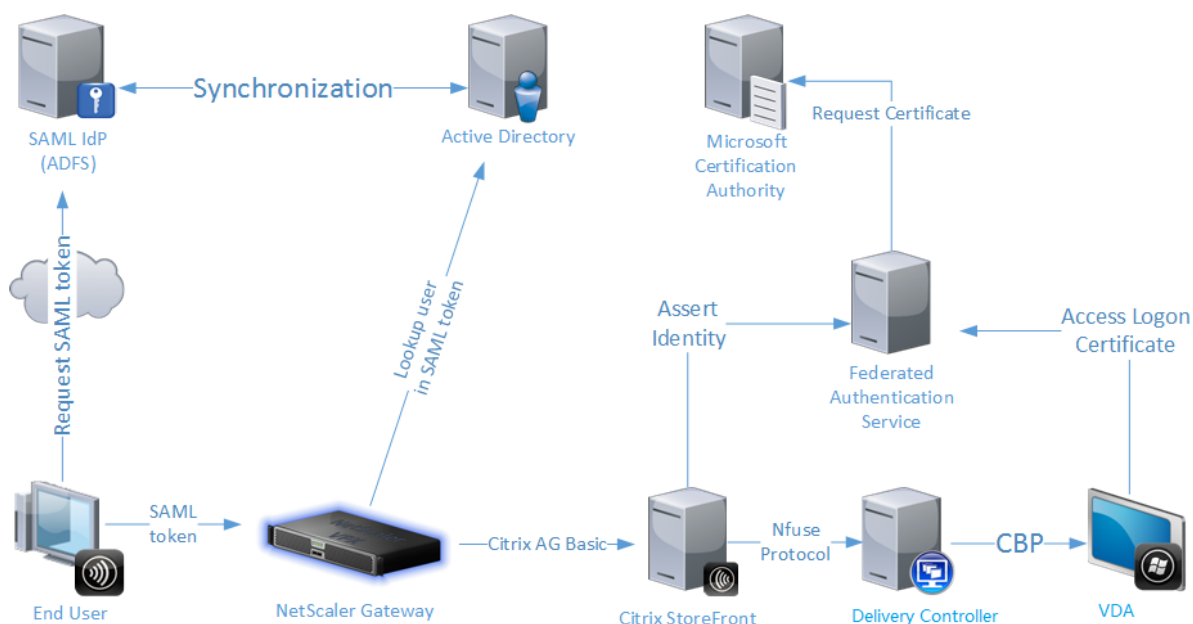 Synchronization
SAML IdP
(ADFS)
Active Directory
Request Certificate
Microsoft
Certification
Authority
Request SAML token
Lookup user
in SAML token
Assert
Identity
Access Logon
Certificate
Federated
Authentication
Service
SAML
token
Citrix AG Basic
Nfuse
Protocol
CBP
End User
NetScaler Gateway
Citrix StoreFront
Delivery Controller
VDA